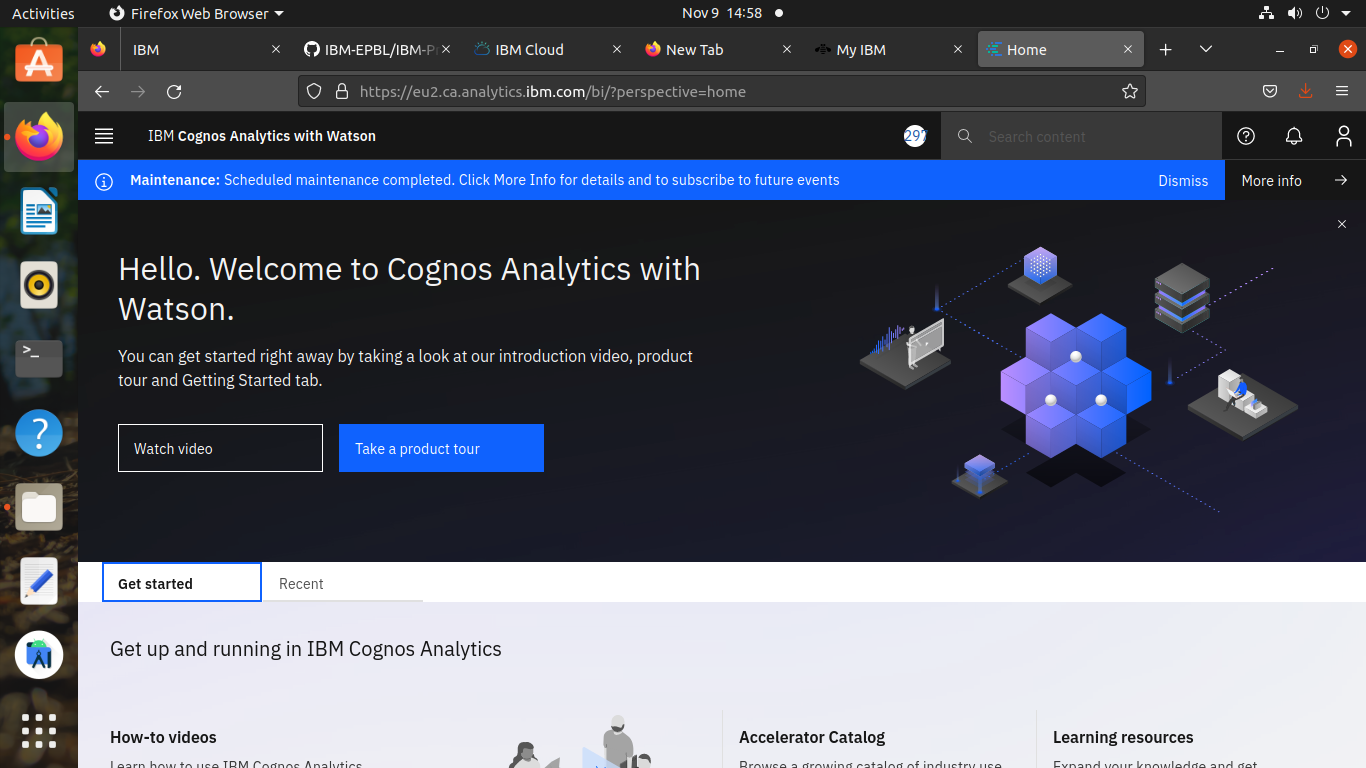 Activities
Firefox Web Browser
Nov 9 14:58
IBM
IBM-EPBL/IBM-Pr
IBM Cloud
New Tab
My IBM
Home
https://eu2.ca.analytics.ibm.com/bi/?perspective=home
IBM Cognos Analytics with Watson
297
Search content
Maintenance: Scheduled maintenance completed. Click More Info for details and to subscribe to future events
Dismiss
More info
Hello. Welcome to Cognos Analytics with
Watson.
You can get started right away by taking a look at our introduction video, product
tour and Getting Started tab.
Watch video
Take a product tour
Get started
Recent
Get up and running in IBM Cognos Analytics
How-to videos
Accelerator Catalog
Learning resources
Learn how to use IBM Cognos Analytics
Browse a growing catalog of industry use
Expand your knowledge and get